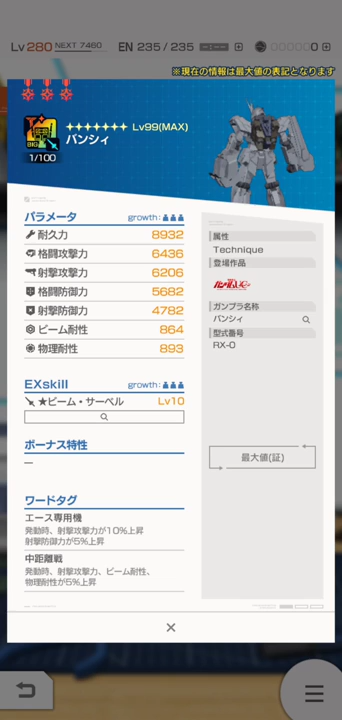 Lv 280 NEXT 7460 EN 235 / 235 000000
※現在の情報は最大値の表記となります
★★★★★★★ Lv99(MAX)
バンシィ
1/100
パラメータ growth:
耐久力 8932
格闘攻撃力 6436
射撃攻撃力 6206
格闘防御力 5682
射撃防御力 4782
ビーム耐性 864
物理耐性 893
EXskill growth:
★ビーム・サーベル Lv10
ボーナス特性
—
ワードタグ
エース専用機
発動時、射撃攻撃力が10%上昇
射撃防御力が5%上昇
中距離戦
発動時、射撃攻撃力、ビーム耐性、
物理耐性が5%上昇
属性
Technique
登場作品
ガンダムUC
ガンプラ名称
バンシィ
型式番号
RX-0
最大値(証)
×